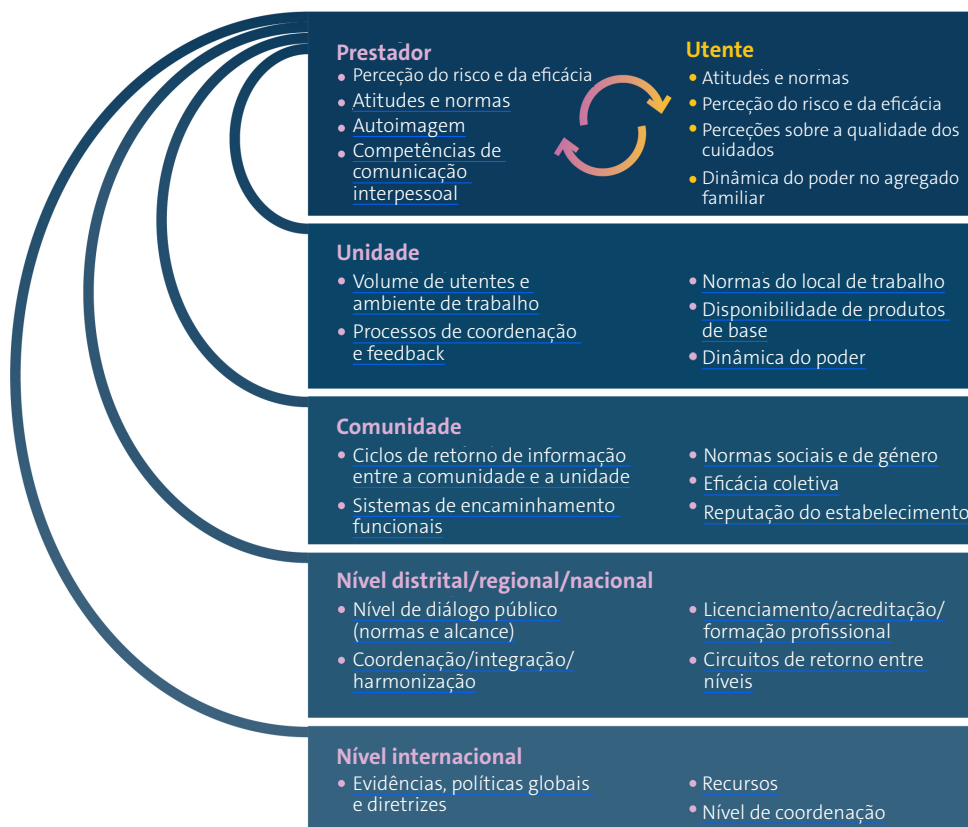 Prestador
• Perceção do risco e da eficácia
• Atitudes e normas
• Autoimagem
• Competências de
comunicação
interpessoal
Utente
• Atitudes e normas
• Perceção do risco e da eficácia
• Perceções sobre a qualidade dos
cuidados
• Dinâmica do poder no agregado
familiar
Unidade
• Volume de utentes e
ambiente de trabalho
• Processos de coordenação
e feedback
• Normas do local de trabalho
• Disponibilidade de produtos
de base
• Dinâmica do poder
Comunidade
• Ciclos de retorno de informação
entre a comunidade e a unidade
• Sistemas de encaminhamento
funcionais
• Normas sociais e de género
• Eficácia coletiva
• Reputação do estabelecimento
Nível distrital/regional/nacional
• Nível de diálogo público
(normas e alcance)
• Coordenação/integração/
harmonização
• Licenciamento/acreditação/
formação profissional
• Circuitos de retorno entre
níveis
Nível internacional
• Evidências, políticas globais
e diretrizes
• Recursos
• Nível de coordenação